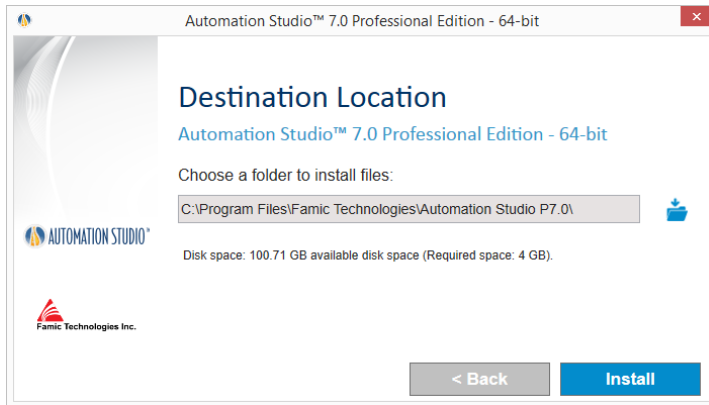 Automation Studio™ 7.0 Professional Edition - 64-bit
Destination Location
Automation Studio™ 7.0 Professional Edition - 64-bit
Choose a folder to install files:
C:\Program Files\Famic Technologies\Automation Studio P7.0\
AUTOMATION STUDIO®
Disk space: 100.71 GB available disk space (Required space: 4 GB).
Famic Technologies Inc.
< Back
Install